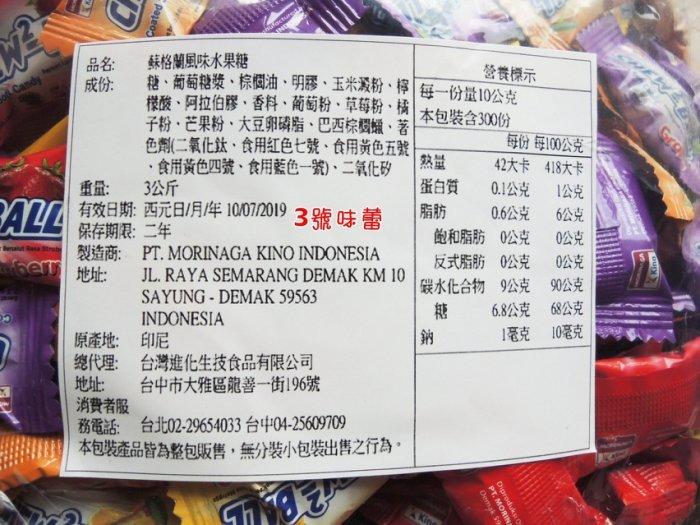 品名: 蘇格蘭風味水果糖
成份: 糖、葡萄糖漿、棕櫚油、明膠、玉米澱粉、檸
檬酸、阿拉伯膠、香料、葡萄粉、草莓粉、橘
子粉、芒果粉、大豆卵磷脂、巴西棕櫚蠟、著
色劑(二氧化鈦、食用紅色七號、食用黃色五號
、食用黃色四號、食用藍色一號)、二氧化矽
重量: 3公斤
有效日期: 西元日/月/年 10/07/2019
3號味蕾
保存期限: 二年
製造商: PT. MORINAGA KINO INDONESIA
地址: JL. RAYA SEMARANG DEMAK KM 10
SAYUNG - DEMAK 59563
INDONESIA
原產地: 印尼
總代理: 台灣進化生技食品有限公司
地址: 台中市大雅區龍善一街196號
消費者服
務電話: 台北02-29654033 台中04-25609709
本包裝產品皆為整包販售，無分裝小包裝出售之行為。
營養標示
每一份量10公克
本包裝含300份
每份 每100公克
熱量 42大卡 418大卡
蛋白質 0.1公克 1公克
脂肪 0.6公克 6公克
飽和脂肪 0公克 0公克
反式脂肪 0公克 0公克
碳水化合物 9公克 90公克
糖 6.8公克 68公克
鈉 1毫克 10毫克